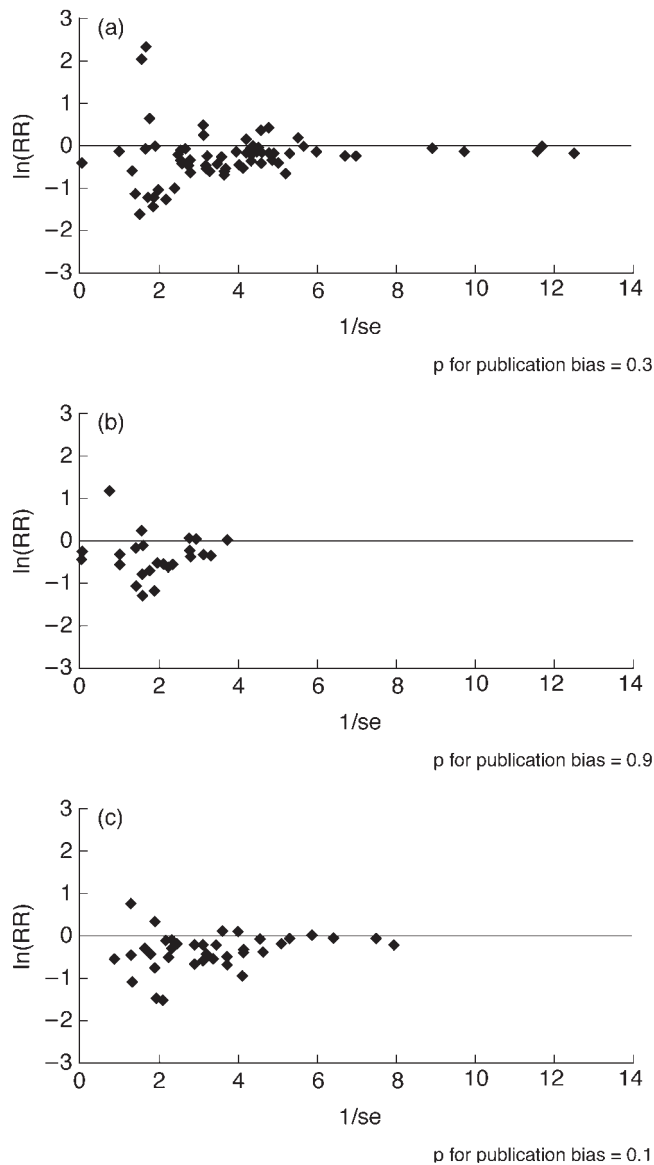 (a)
3
2
1
0
−1
−2
−3
ln(RR)
0 2 4 6 8 10 12 14
1/se
p for publication bias = 0.3
(b)
3
2
1
0
−1
−2
−3
ln(RR)
0 2 4 6 8 10 12 14
1/se
p for publication bias = 0.9
(c)
3
2
1
0
−1
−2
−3
ln(RR)
0 2 4 6 8 10 12 14
1/se
p for publication bias = 0.1